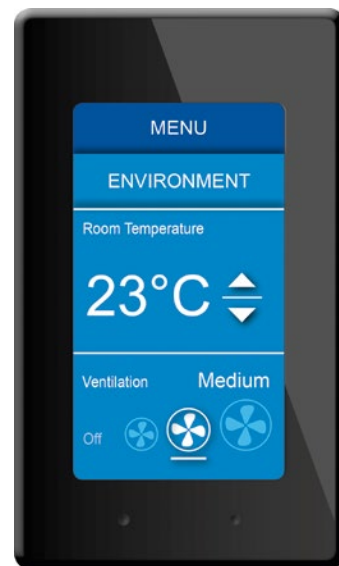 MENU
ENVIRONMENT
Room Temperature
23°C
Ventilation Medium
Off